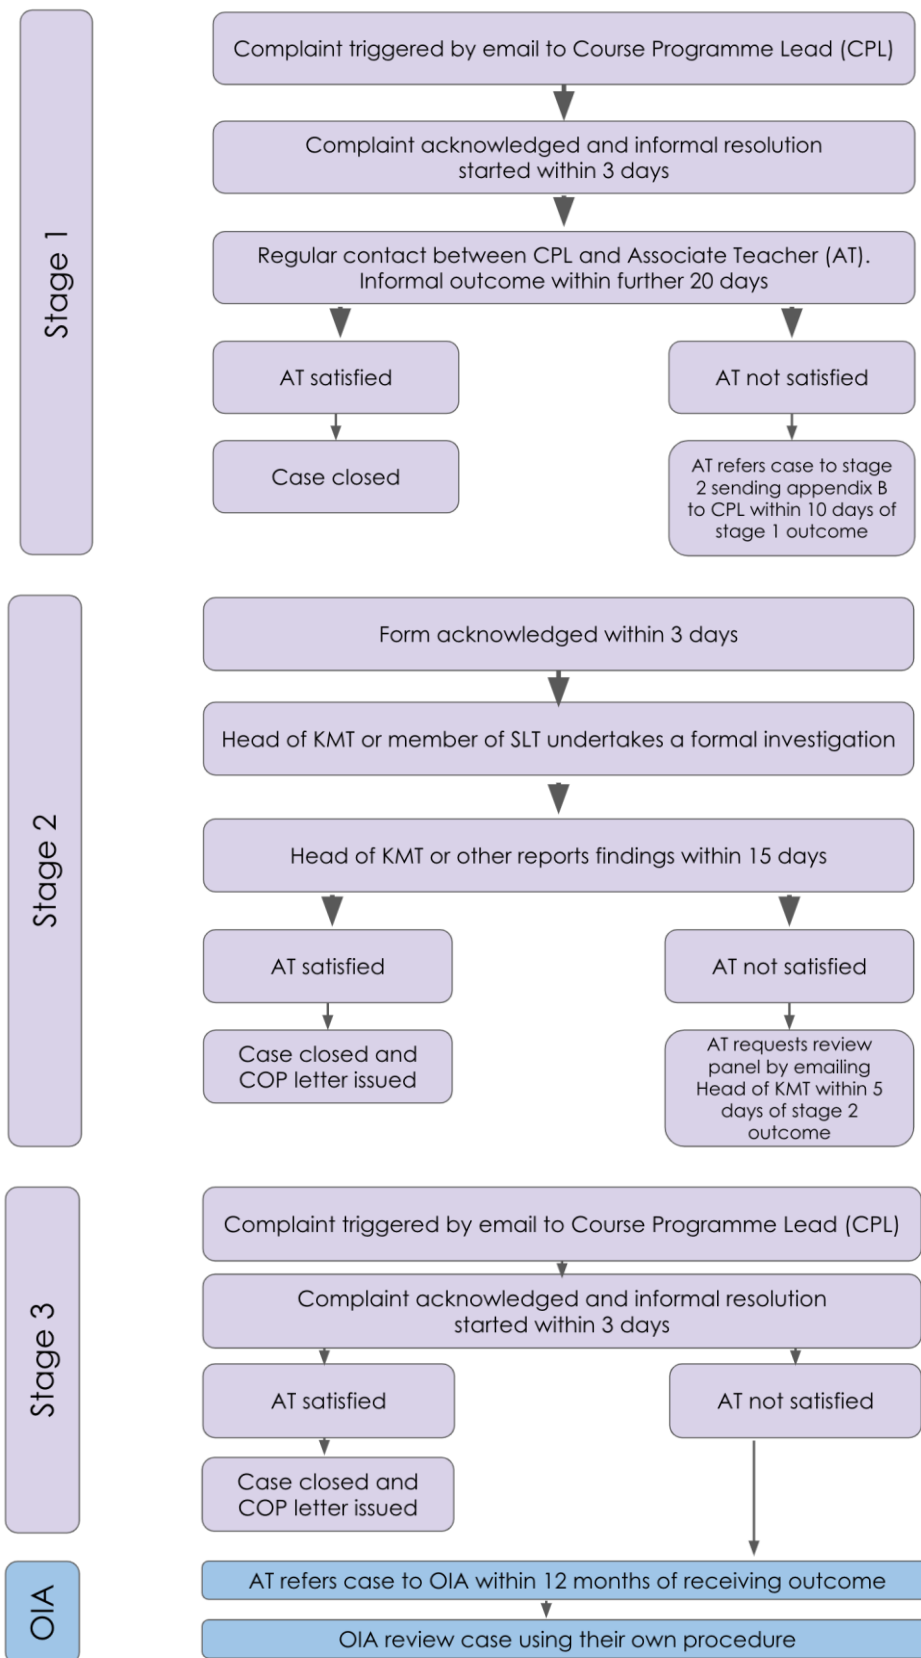 Stage 1
Complaint triggered by email to Course Programme Lead (CPL)
Complaint acknowledged and informal resolution
started within 3 days
Regular contact between CPL and Associate Teacher (AT).
Informal outcome within further 20 days
AT satisfied
AT not satisfied
Case closed
AT refers case to stage
2 sending appendix B
to CPL within 10 days of
stage 1 outcome
Stage 2
Form acknowledged within 3 days
Head of KMT or member of SLT undertakes a formal investigation
Head of KMT or other reports findings within 15 days
AT satisfied
AT not satisfied
Case closed and
COP letter issued
AT requests review
panel by emailing
Head of KMT within 5
days of stage 2
outcome
Stage 3
Complaint triggered by email to Course Programme Lead (CPL)
Complaint acknowledged and informal resolution
started within 3 days
AT satisfied
AT not satisfied
Case closed and
COP letter issued
OIA
AT refers case to OIA within 12 months of receiving outcome
OIA review case using their own procedure